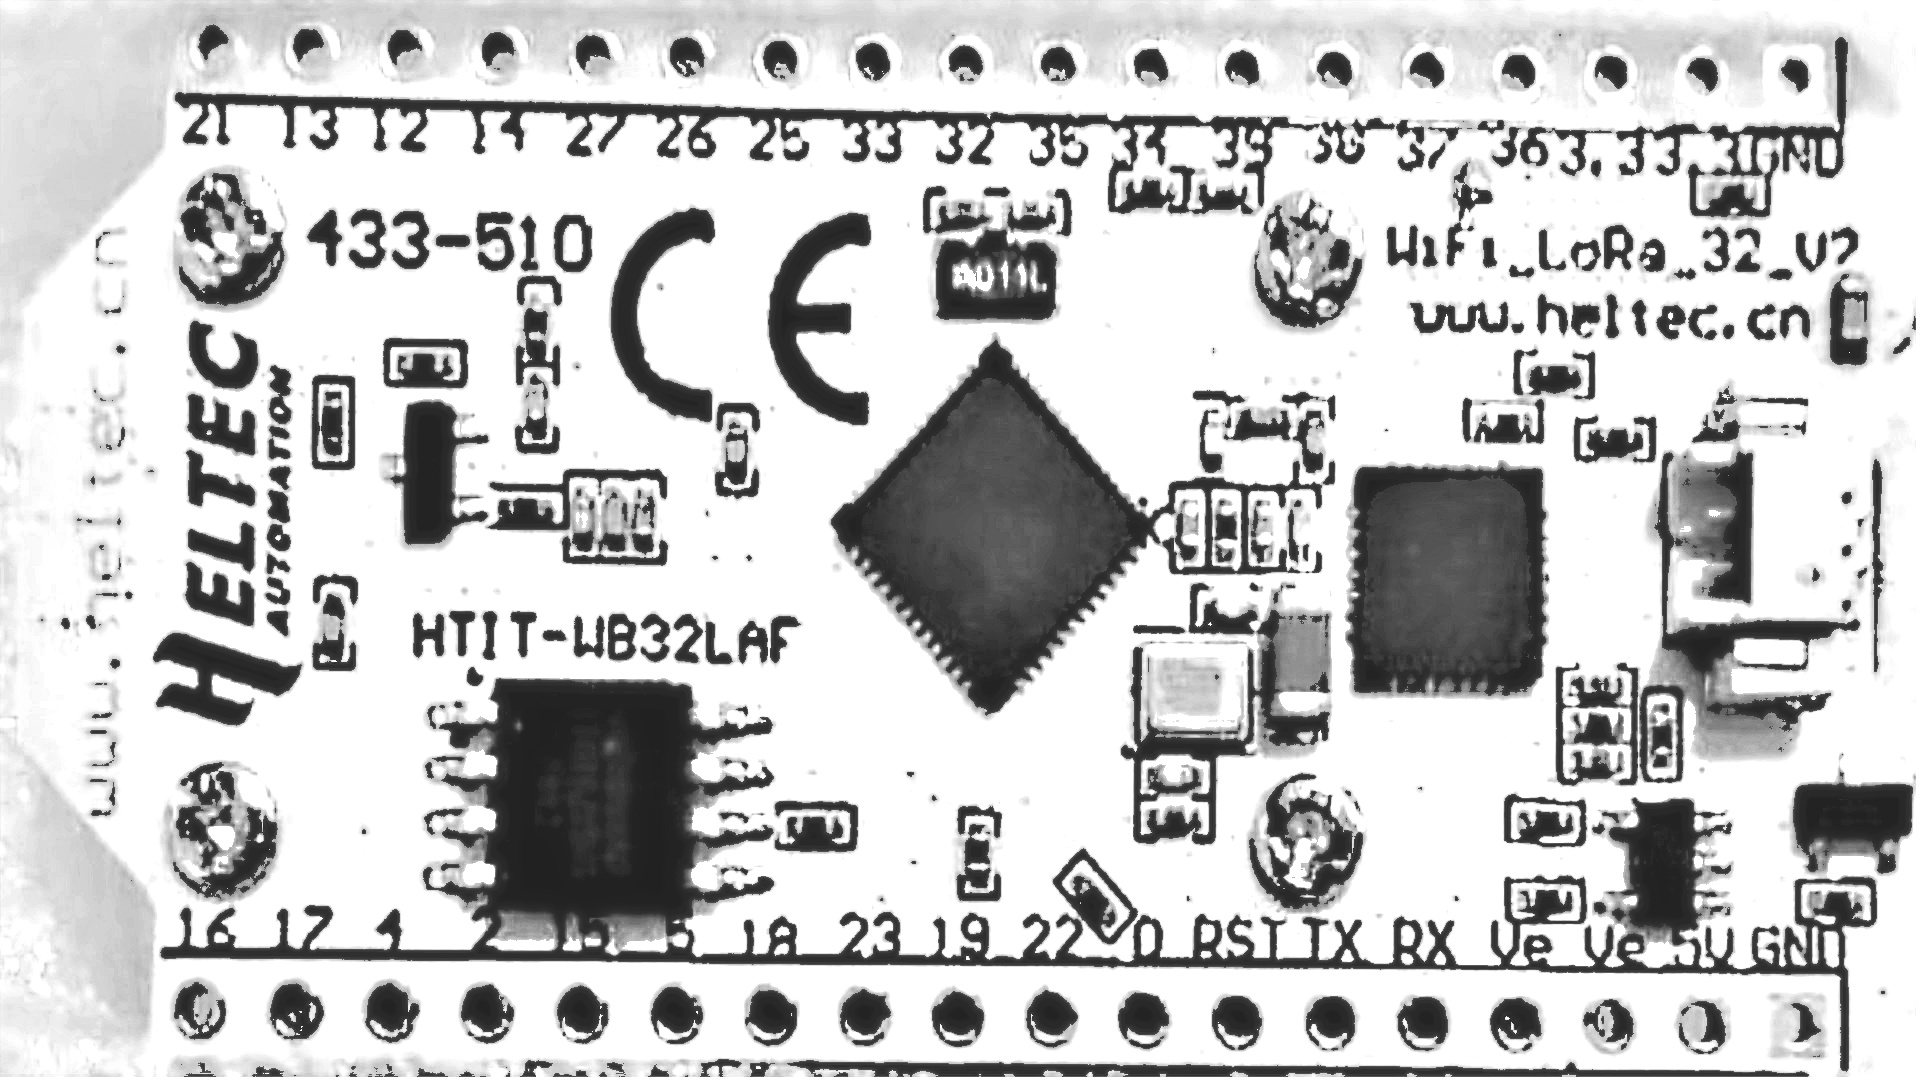 21 13 12 14 27 26 25 33 32 35 34 39 38 37 36 3.3 3.3 GND
433-510
CE
WiFi_LoRa_32_V2
www.heltec.cn
HELTEC
AUTOMATION
www.heltec.cn
HTIT-WB32LAF
16 17 4 2 15 5 18 23 19 22 0 RST TX RX Ve Ve 5V GND